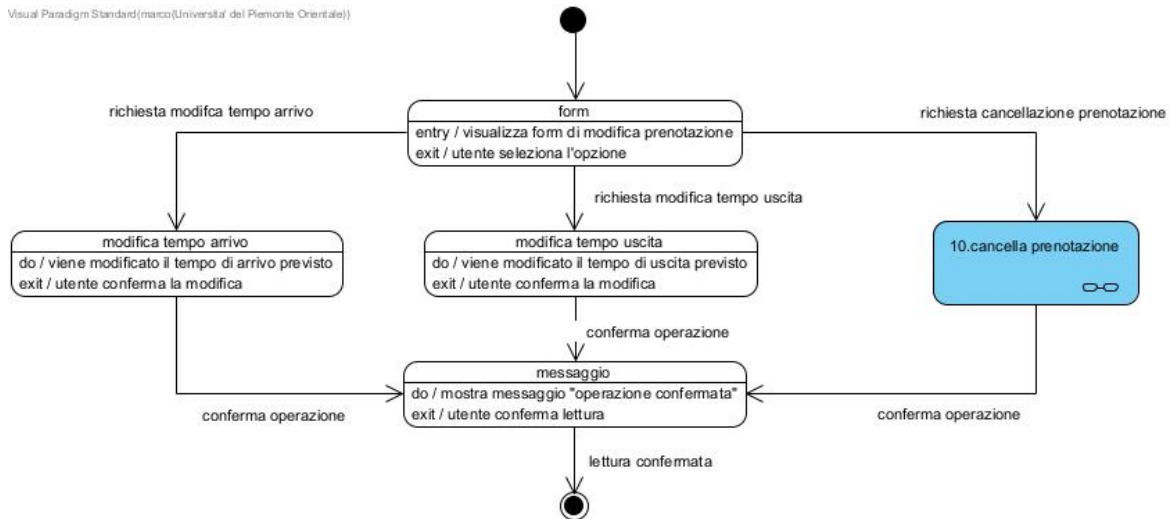 Visual Paradigm Standard(marco(Universita' del Piemonte Orientale))
richiesta modifca tempo arrivo
form
richiesta cancellazione prenotazione
entry / visualizza form di modifica prenotazione
exit / utente seleziona l'opzione
richiesta modifica tempo uscita
modifica tempo arrivo
do / viene modificato il tempo di arrivo previsto
exit / utente conferma la modifica
modifica tempo uscita
do / viene modificato il tempo di uscita previsto
exit / utente conferma la modifica
10.cancella prenotazione
conferma operazione
messaggio
do / mostra messaggio "operazione confermata"
exit / utente conferma lettura
conferma operazione
conferma operazione
lettura confermata